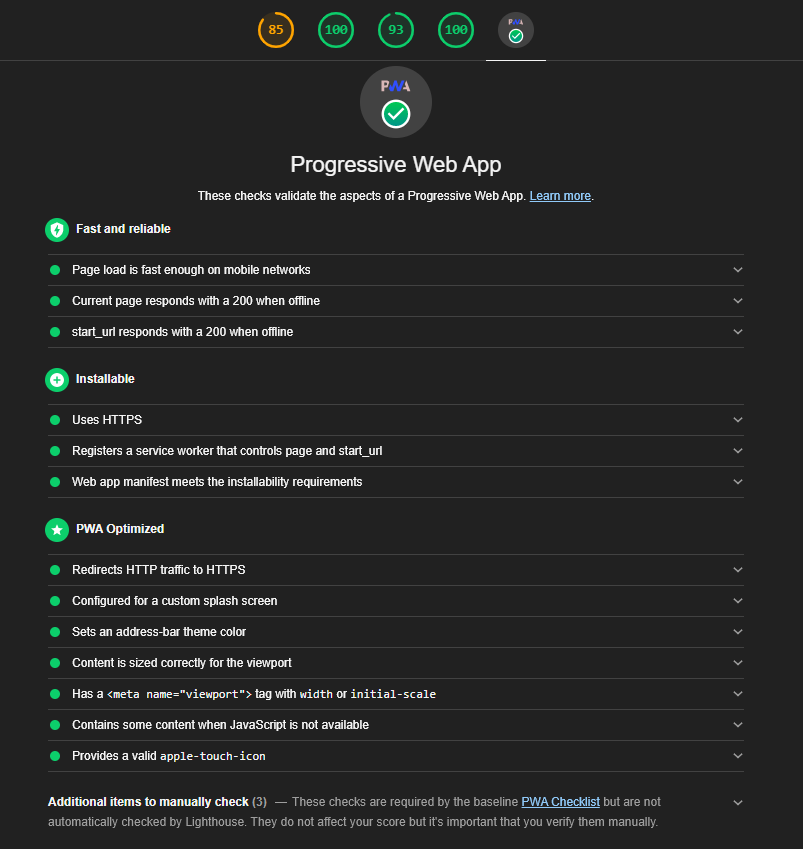 85 100 93 100 PWA
PWA
Progressive Web App
These checks validate the aspects of a Progressive Web App. Learn more.
Fast and reliable
Page load is fast enough on mobile networks
Current page responds with a 200 when offline
start_url responds with a 200 when offline
Installable
Uses HTTPS
Registers a service worker that controls page and start_url
Web app manifest meets the installability requirements
PWA Optimized
Redirects HTTP traffic to HTTPS
Configured for a custom splash screen
Sets an address-bar theme color
Content is sized correctly for the viewport
Has a <meta name="viewport"> tag with width or initial-scale
Contains some content when JavaScript is not available
Provides a valid apple-touch-icon
Additional items to manually check (3) — These checks are required by the baseline PWA Checklist but are not
automatically checked by Lighthouse. They do not affect your score but it's important that you verify them manually.